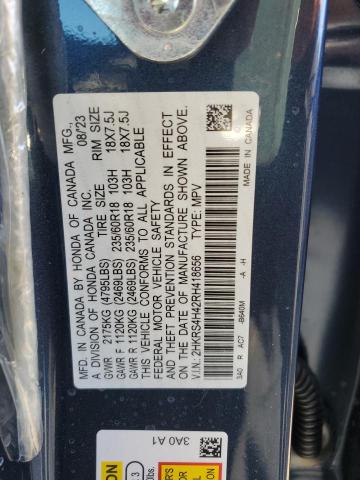 MFD. IN CANADA BY HONDA OF CANADA MFG.,
A DIVISION OF HONDA CANADA INC. 08/23
TIRE SIZE RIM SIZE
GVWR 2175KG (4795LBS)
GAWR F 1120KG (2469LBS) 235/60R18 103H 18X7.5J
GAWR R 1120KG (2469LBS) 235/60R18 103H 18X7.5J
THIS VEHICLE CONFORMS TO ALL APPLICABLE
FEDERAL MOTOR VEHICLE SAFETY
AND THEFT PREVENTION STANDARDS IN EFFECT
ON THE DATE OF MANUFACTURE SHOWN ABOVE.
V.I.N.: 2HKRS4H42RH418656 TYPE: MPV
3A0 R AC7 -B640M -A -H
MADE IN CANADA
3A0 A1